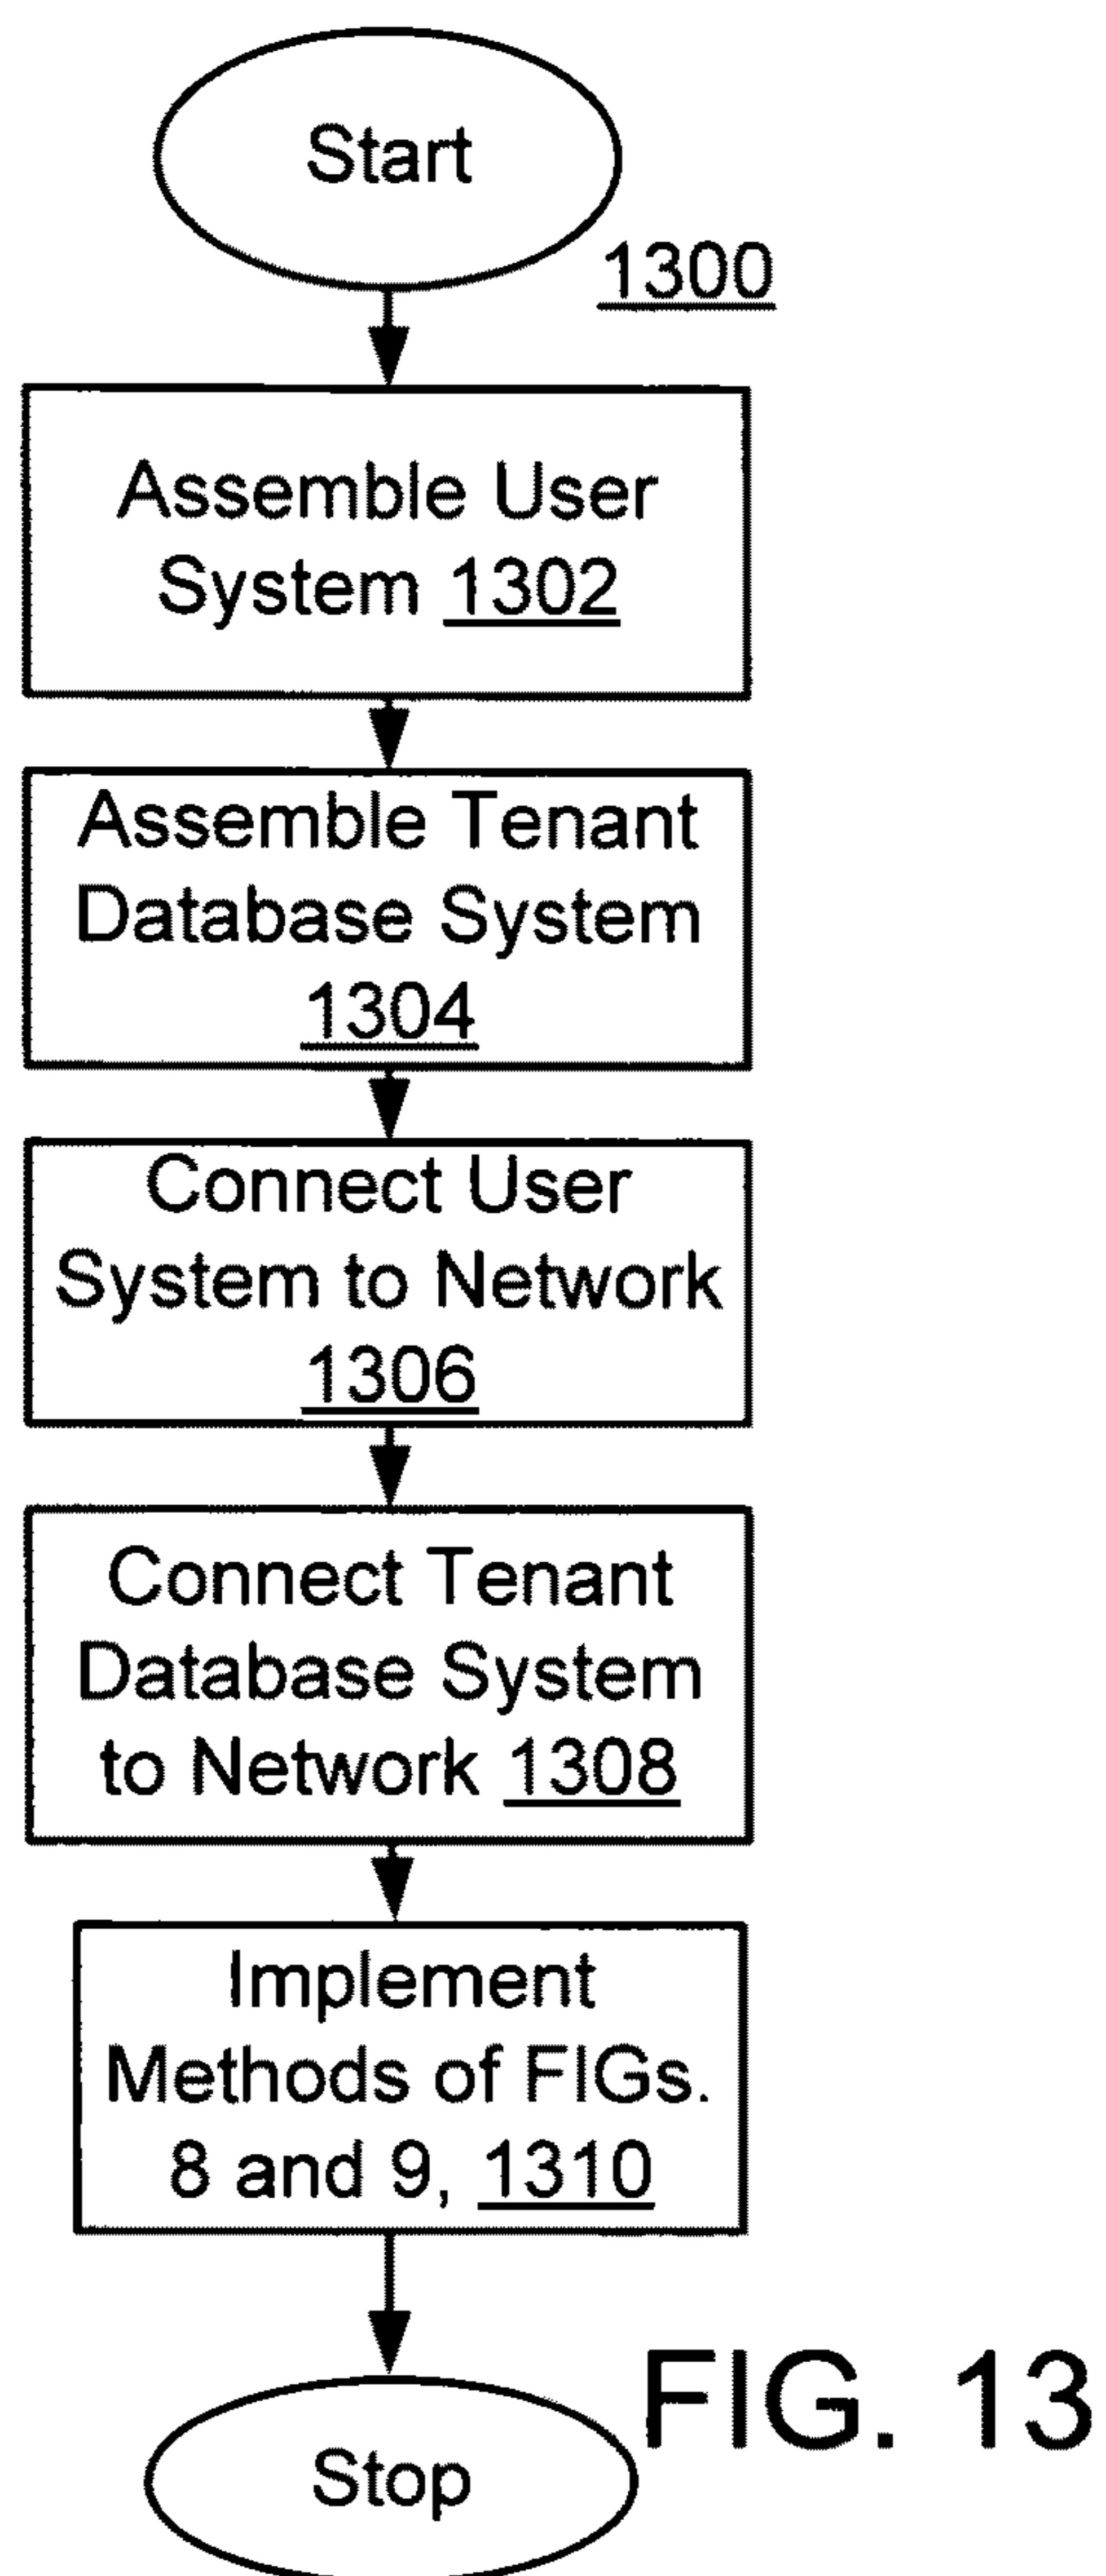 Start
1300
Assemble User
System 1302
Assemble Tenant
Database System
1304
Connect User
System to Network
1306
Connect Tenant
Database System
to Network 1308
Implement
Methods of FIGs.
8 and 9, 1310
Stop
FIG. 13